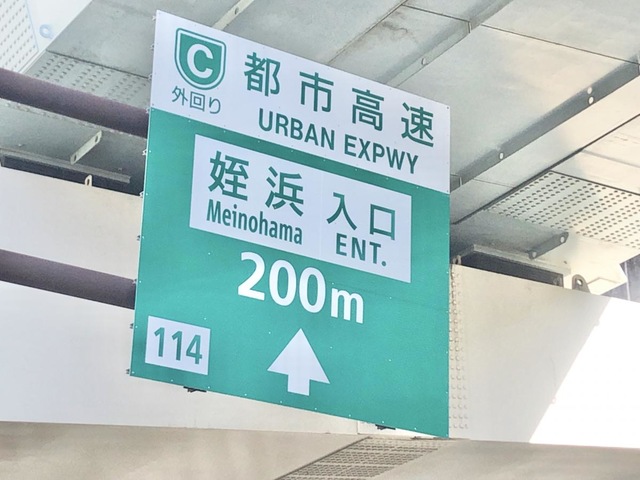 C
外回り
都市高速
URBAN EXPWY
姪浜 入口
Meinohama ENT.
200m
114